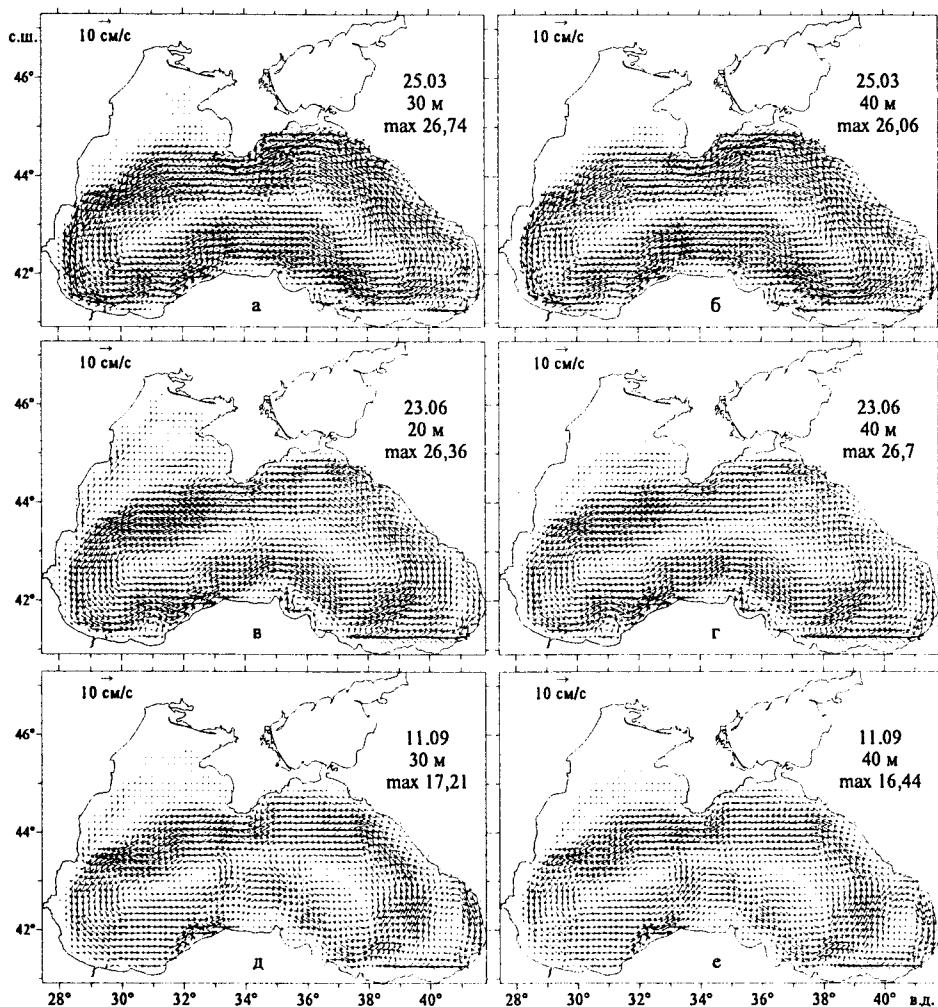 с.ш.
10 см/с
46°
44°
42°
25.03
30 м
max 26,74
а
10 см/с
25.03
40 м
max 26,06
б
10 см/с
46°
44°
42°
23.06
20 м
max 26,36
в
10 см/с
23.06
40 м
max 26,7
г
10 см/с
46°
44°
42°
11.09
30 м
max 17,21
д
10 см/с
11.09
40 м
max 16,44
е
28° 30° 32° 34° 36° 38° 40° 28° 30° 32° 34° 36° 38° 40° в.д.